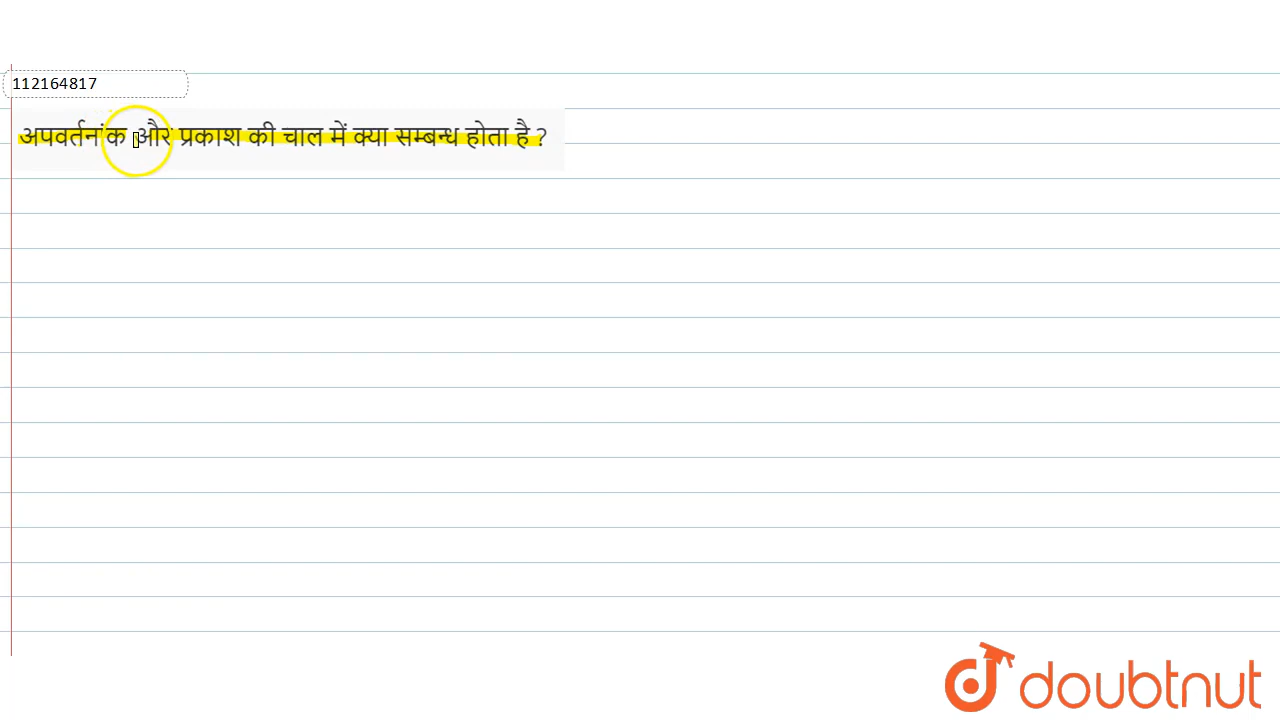 112164817
अपवर्तनांक और प्रकाश की चाल में क्या सम्बन्ध होता है ?
doubtnut